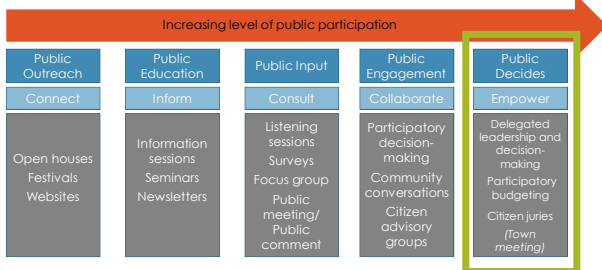 Increasing level of public participation
Public
Outreach
Connect
Open houses
Festivals
Websites
Public
Education
Inform
Information
sessions
Seminars
Newsletters
Public Input
Consult
Listening
sessions
Surveys
Focus group
Public
meeting/
Public
comment
Public
Engagement
Collaborate
Participatory
decision-
making
Community
conversations
Citizen
advisory
groups
Public
Decides
Empower
Delegated
leadership and
decision-
making
Participatory
budgeting
Citizen juries
(Town
meeting)